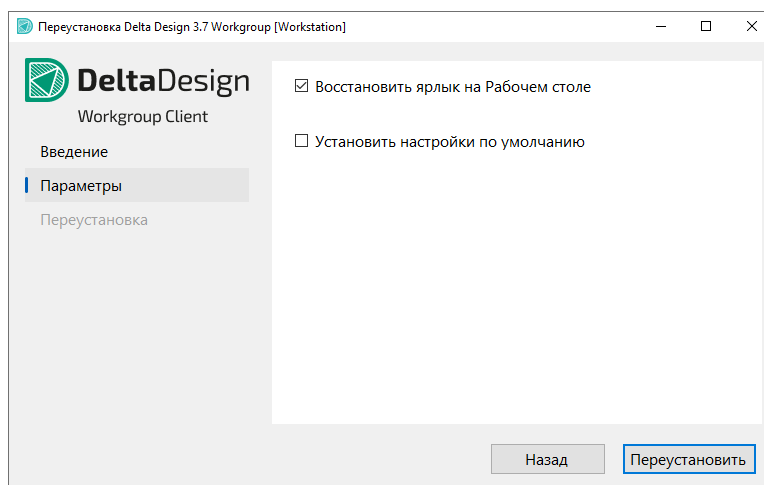 Переустановка Delta Design 3.7 Workgroup [Workstation]
DeltaDesign
Workgroup Client
Введение
Параметры
Переустановка
Восстановить ярлык на Рабочем столе
Установить настройки по умолчанию
Назад
Переустановить